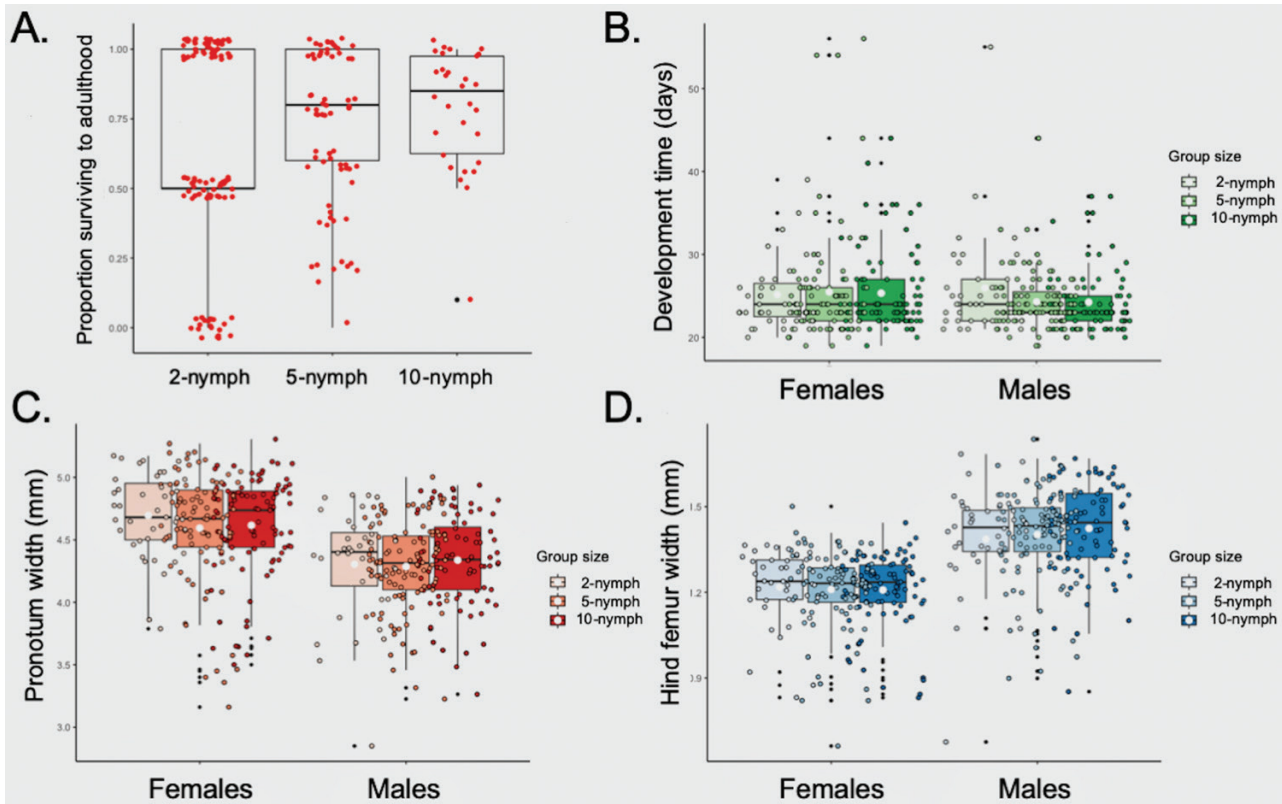 A.
Proportion surviving to adulthood
1.00
0.75
0.50
0.25
0.00
2-nymph 5-nymph 10-nymph
B.
Development time (days)
50
40
30
20
Females Males
Group size
2-nymph
5-nymph
10-nymph
C.
Pronotum width (mm)
5.0
4.5
4.0
3.5
3.0
Females Males
Group size
2-nymph
5-nymph
10-nymph
D.
Hind femur width (mm)
1.5
1.2
0.9
Females Males
Group size
2-nymph
5-nymph
10-nymph